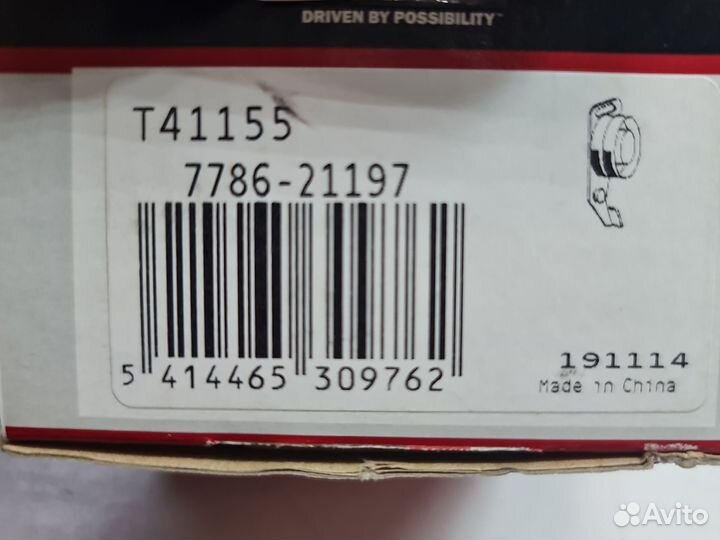 DRIVEN BY POSSIBILITY™
T41155
7786-21197
5 414465 309762
191114
Made in China
Avito